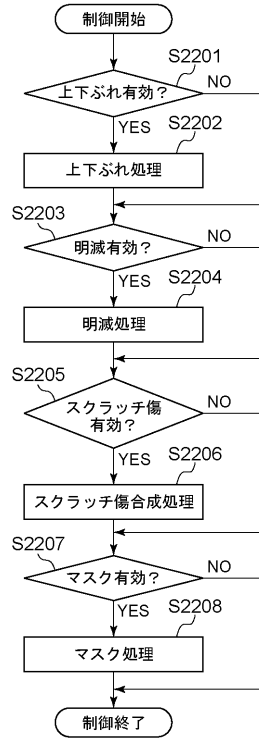 制御開始
S2201
上下ぶれ有効？
NO
YES
S2202
上下ぶれ処理
S2203
明滅有効？
NO
YES
S2204
明滅処理
S2205
スクラッチ傷
有効？
NO
YES
S2206
スクラッチ傷合成処理
S2207
マスク有効？
NO
YES
S2208
マスク処理
制御終了